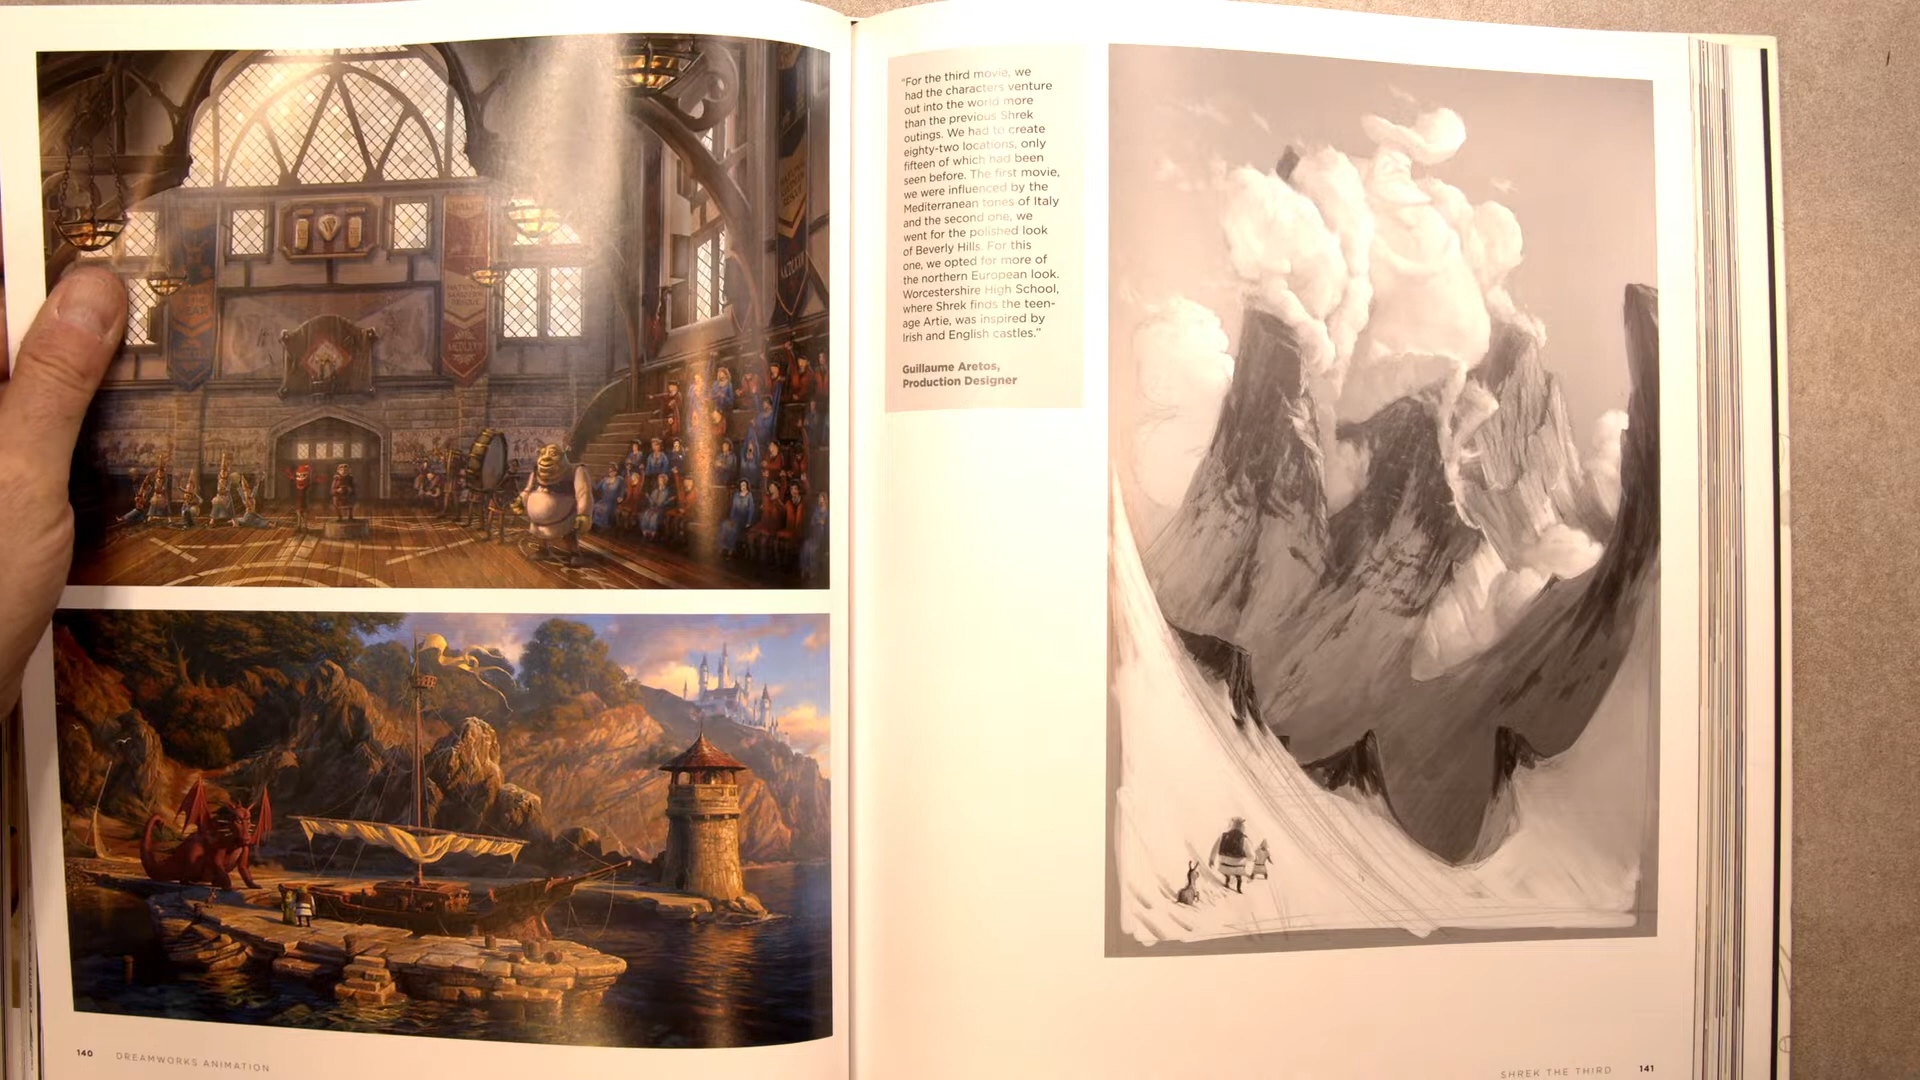 NATIONAL
MASCOT
"For the third movie, we
had the characters venture
out into the world more
than the previous Shrek
outings. We had to create
eighty-two locations, only
fifteen of which had been
seen before. The first movie,
we were influenced by the
Mediterranean tones of Italy
and the second one, we
went for the polished look
of Beverly Hills. For this
one, we opted for more of
the northern European look.
Worcestershire High School,
where Shrek finds the teen-
age Artie, was inspired by
Irish and English castles."
Guillaume Aretos,
Production Designer
140 DREAMWORKS ANIMATION
SHREK THE THIRD 141